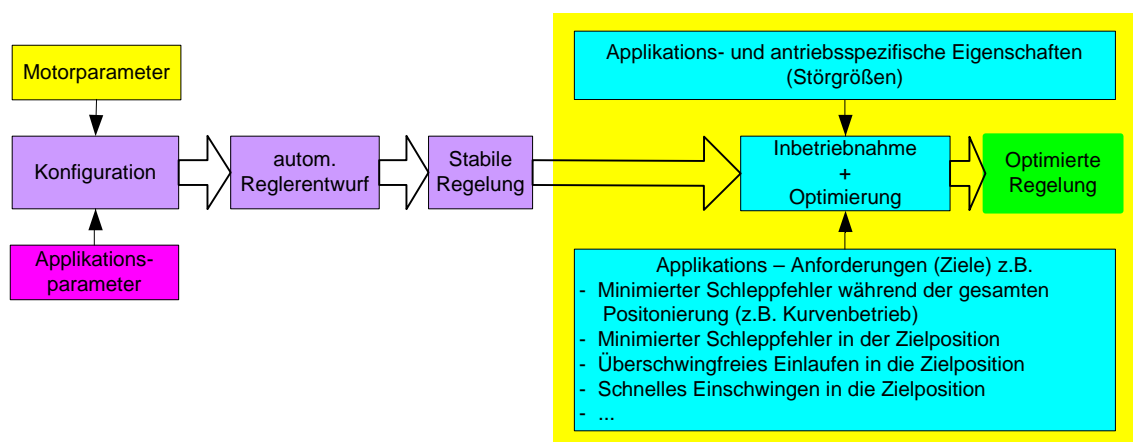 Motorparameter
Konfiguration
Applikations-
parameter
autom.
Reglerentwurf
Stabile
Regelung
Applikations- und antriebsspezifische Eigenschaften
(Störgrößen)
Inbetriebnahme
+
Optimierung
Optimierte
Regelung
Applikations – Anforderungen (Ziele) z.B.
- Minimierter Schleppfehler während der gesamten
Positonierung (z.B. Kurvenbetrieb)
- Minimierter Schleppfehler in der Zielposition
- Überschwingfreies Einlaufen in die Zielposition
- Schnelles Einschwingen in die Zielposition
- ...